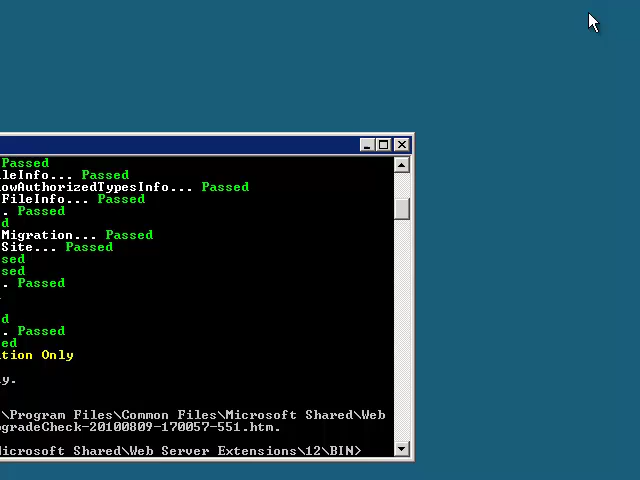 Passed
leInfo... Passed
owAuthorizedTypesInfo... Passed
FileInfo... Passed
. Passed
d
Migration... Passed
Site... Passed
sed
sed
. Passed
d
. Passed
ed
tion Only
y.
\Program Files\Common Files\Microsoft Shared\Web
gradeCheck-20100809-170057-551.htm.
icrosoft Shared\Web Server Extensions\12\BIN>